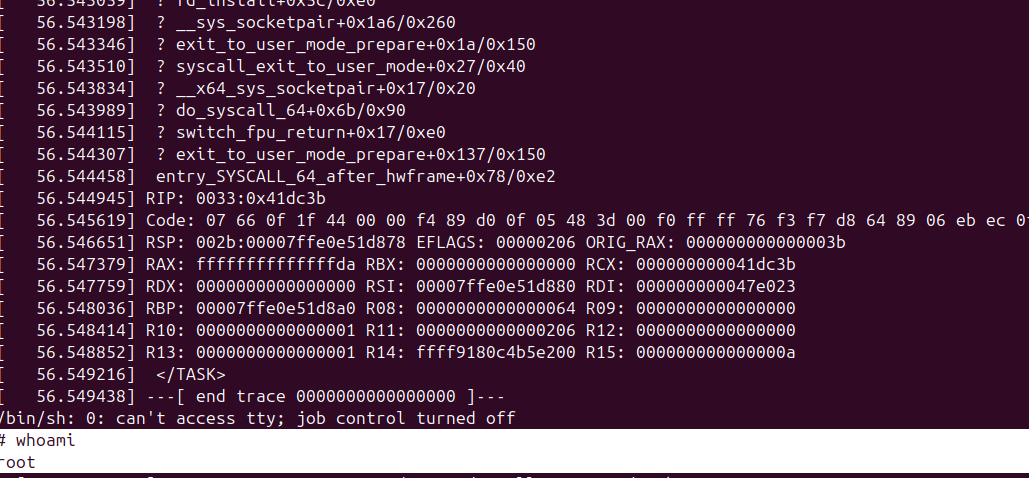 [   56.543198]  ? __sys_socketpair+0x1a6/0x260
[   56.543346]  ? exit_to_user_mode_prepare+0x1a/0x150
[   56.543510]  ? syscall_exit_to_user_mode+0x27/0x40
[   56.543834]  ? __x64_sys_socketpair+0x17/0x20
[   56.543989]  ? do_syscall_64+0x6b/0x90
[   56.544115]  ? switch_fpu_return+0x17/0xe0
[   56.544307]  ? exit_to_user_mode_prepare+0x137/0x150
[   56.544458]  entry_SYSCALL_64_after_hwframe+0x78/0xe2
[   56.544945] RIP: 0033:0x41dc3b
[   56.545619] Code: 07 66 0f 1f 44 00 00 f4 89 d0 0f 05 48 3d 00 f0 ff ff 76 f3 f7 d8 64 89 06 eb ec
[   56.546651] RSP: 002b:00007ffe0e51d878 EFLAGS: 00000206 ORIG_RAX: 000000000000003b
[   56.547379] RAX: ffffffffffffffda RBX: 0000000000000000 RCX: 000000000041dc3b
[   56.547759] RDX: 0000000000000000 RSI: 00007ffe0e51d880 RDI: 000000000047e023
[   56.548036] RBP: 00007ffe0e51d8a0 R08: 0000000000000064 R09: 0000000000000000
[   56.548414] R10: 0000000000000001 R11: 0000000000000206 R12: 0000000000000000
[   56.548852] R13: 0000000000000001 R14: ffff9180c4b5e200 R15: 000000000000000a
[   56.549216]  </TASK>
[   56.549438] ---[ end trace 0000000000000000 ]---
/bin/sh: 0: can't access tty; job control turned off
# whoami
root